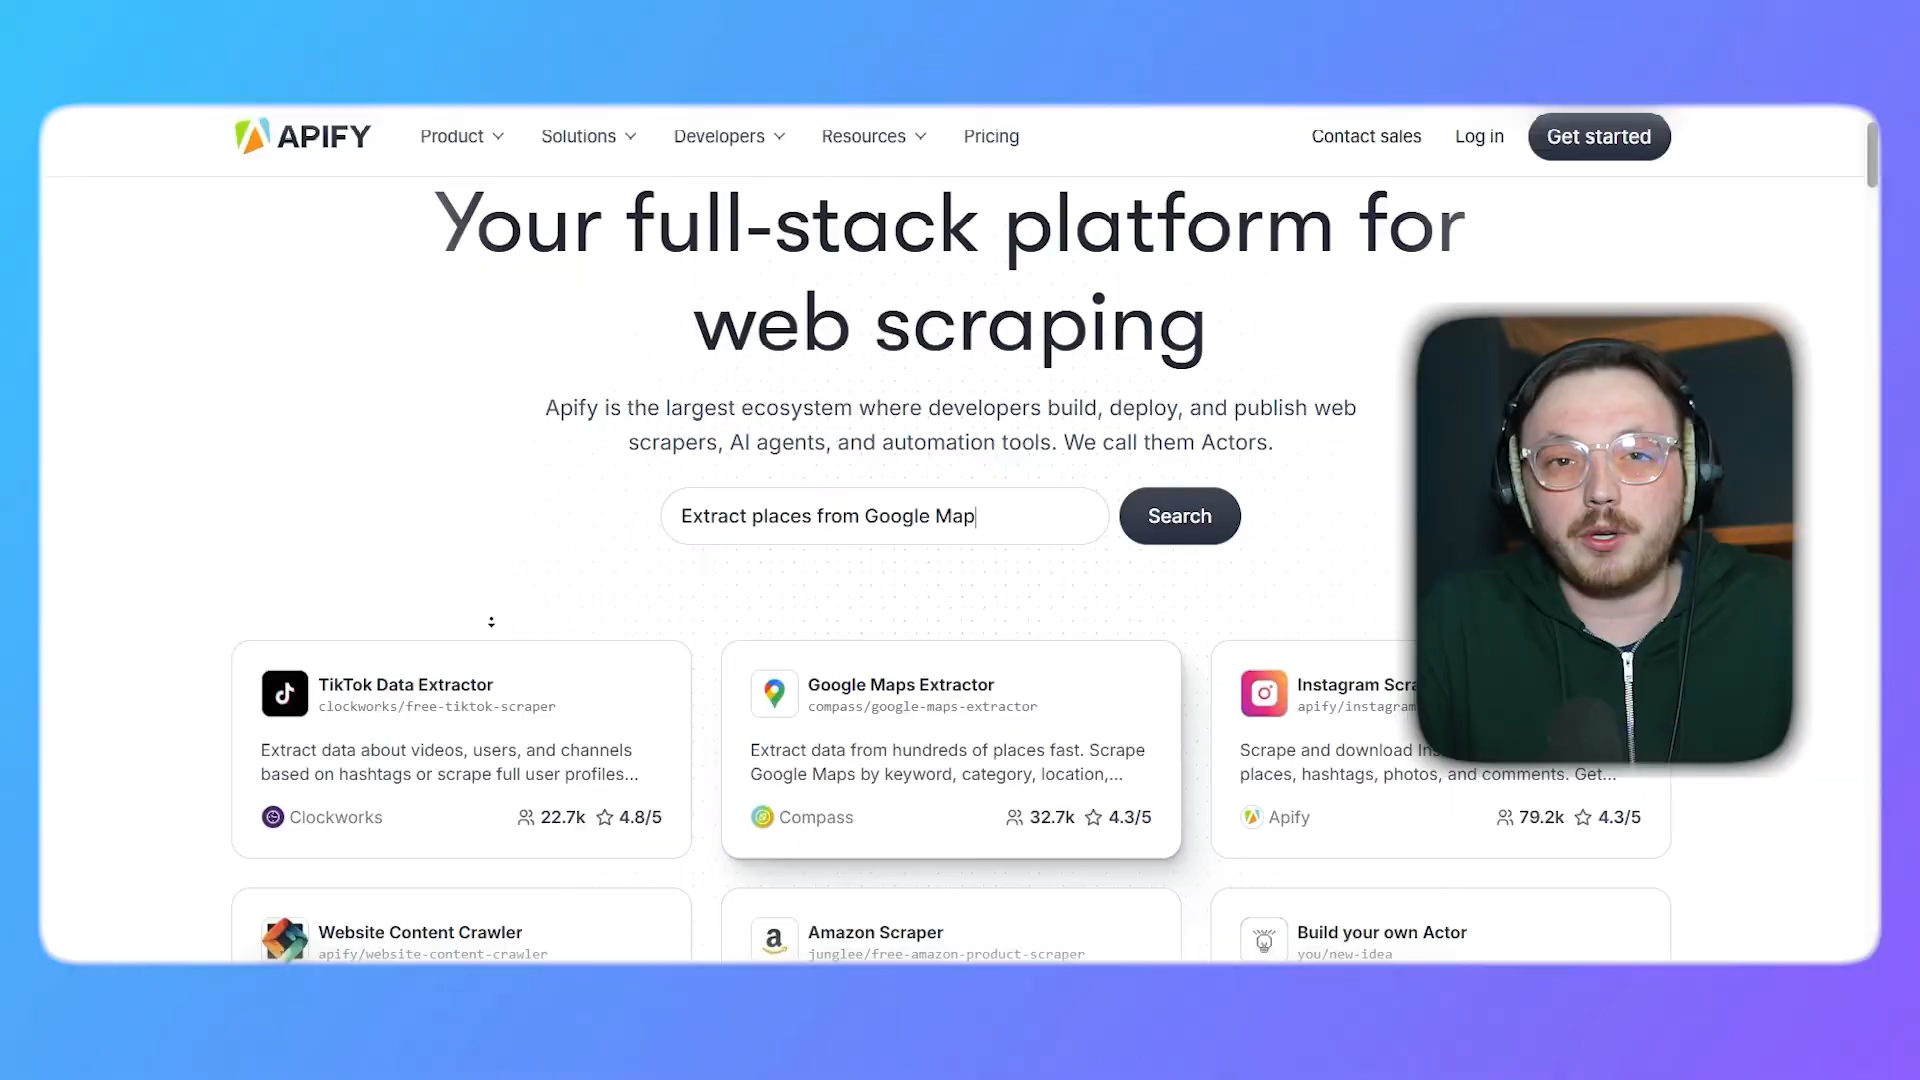 APIFY
Product
Solutions
Developers
Resources
Pricing
Contact sales
Log in
Get started
Your full-stack platform for
web scraping
Apify is the largest ecosystem where developers build, deploy, and publish web
scrapers, AI agents, and automation tools. We call them Actors.
Extract places from Google Map
Search
TikTok Data Extractor
clockworks/free-tiktok-scraper
Extract data about videos, users, and channels
based on hashtags or scrape full user profiles...
Clockworks
22.7k
4.8/5
Google Maps Extractor
compass/google-maps-extractor
Extract data from hundreds of places fast. Scrape
Google Maps by keyword, category, location,...
Compass
32.7k
4.3/5
Instagram Scra
apify/instagram
Scrape and download Ins
places, hashtags, photos, and comments. Get...
Apify
79.2k
4.3/5
Website Content Crawler
apify/website-content-crawler
Amazon Scraper
junglee/free-amazon-product-scraper
Build your own Actor
you/new-idea